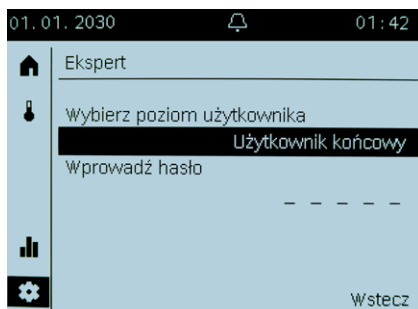 01.01.2030 01:42
Ekspert
Wybierz poziom użytkownika
Użytkownik końcowy
Wprowadź hasło
_ _ _ _ _
Wstecz